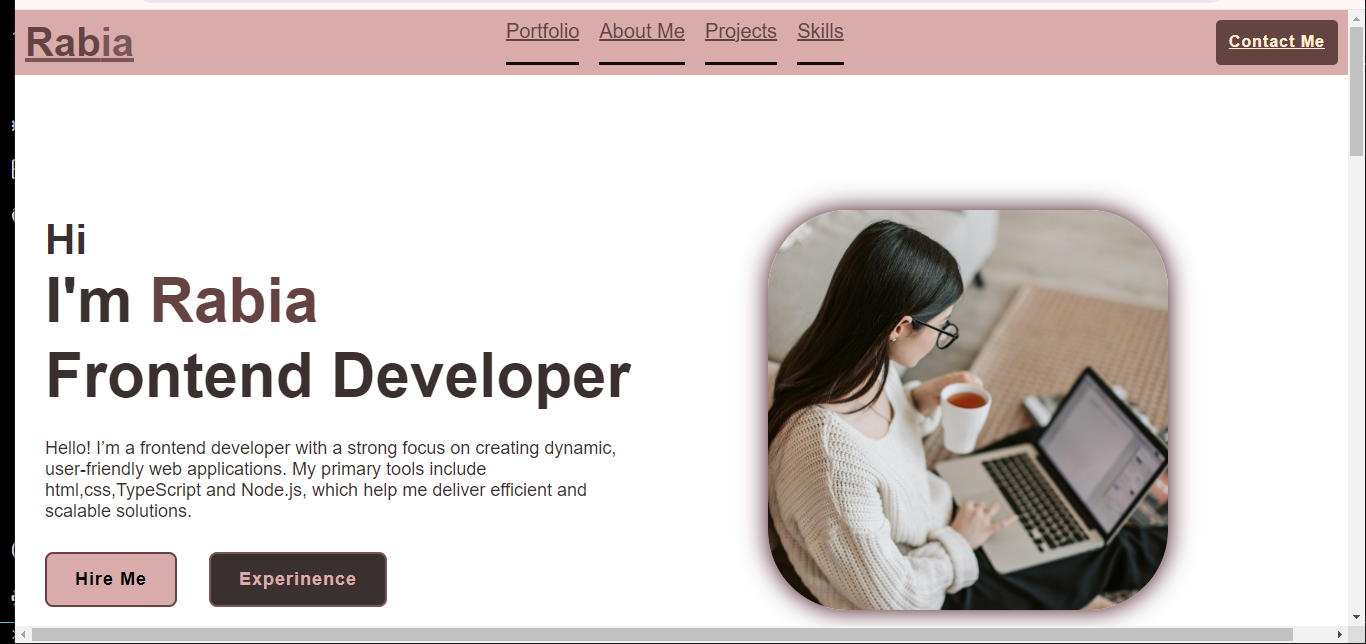 Rabia
Portfolio About Me Projects Skills
Contact Me
Hi
I'm Rabia
Frontend Developer
Hello! I’m a frontend developer with a strong focus on creating dynamic,
user-friendly web applications. My primary tools include
html,css,TypeScript and Node.js, which help me deliver efficient and
scalable solutions.
Hire Me
Experinence